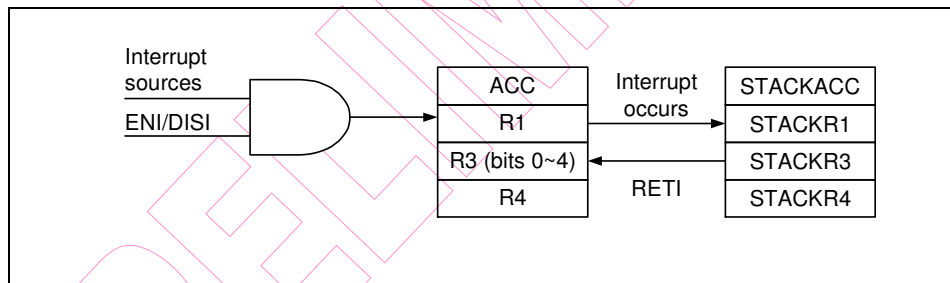 Interrupt
sources
ENI/DISI
ACC
R1
R3 (bits 0~4)
R4
Interrupt
occurs
RETI
STACKACC
STACKR1
STACKR3
STACKR4